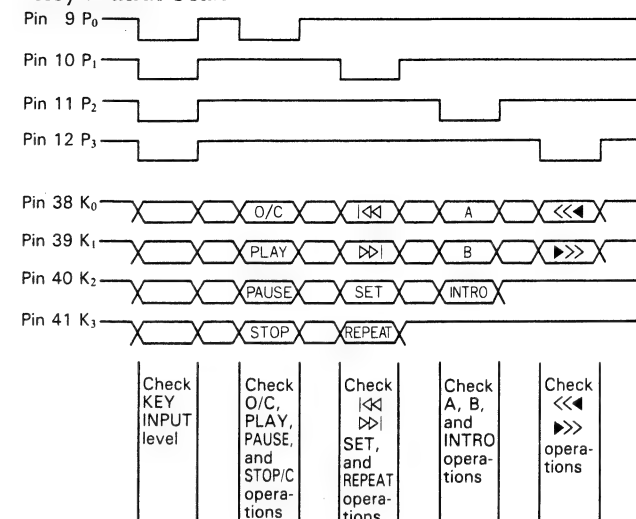 Pin 9 P₀
Pin 10 P₁
Pin 11 P₂
Pin 12 P₃
Pin 38 K₀
O/C
|◁◁
A
≪◀
Pin 39 K₁
PLAY
▷▷|
B
▶≫
Pin 40 K₂
PAUSE
SET
INTRO
Pin 41 K₃
STOP
REPEAT
Check
KEY
INPUT
level
Check
O/C,
PLAY,
PAUSE,
and
STOP/C
opera-
tions
Check
|◁◁
▷▷|
SET,
and
REPEAT
opera-
tions
Check
A, B,
and
INTRO
opera-
tions
Check
≪◀
▶≫
opera-
tions